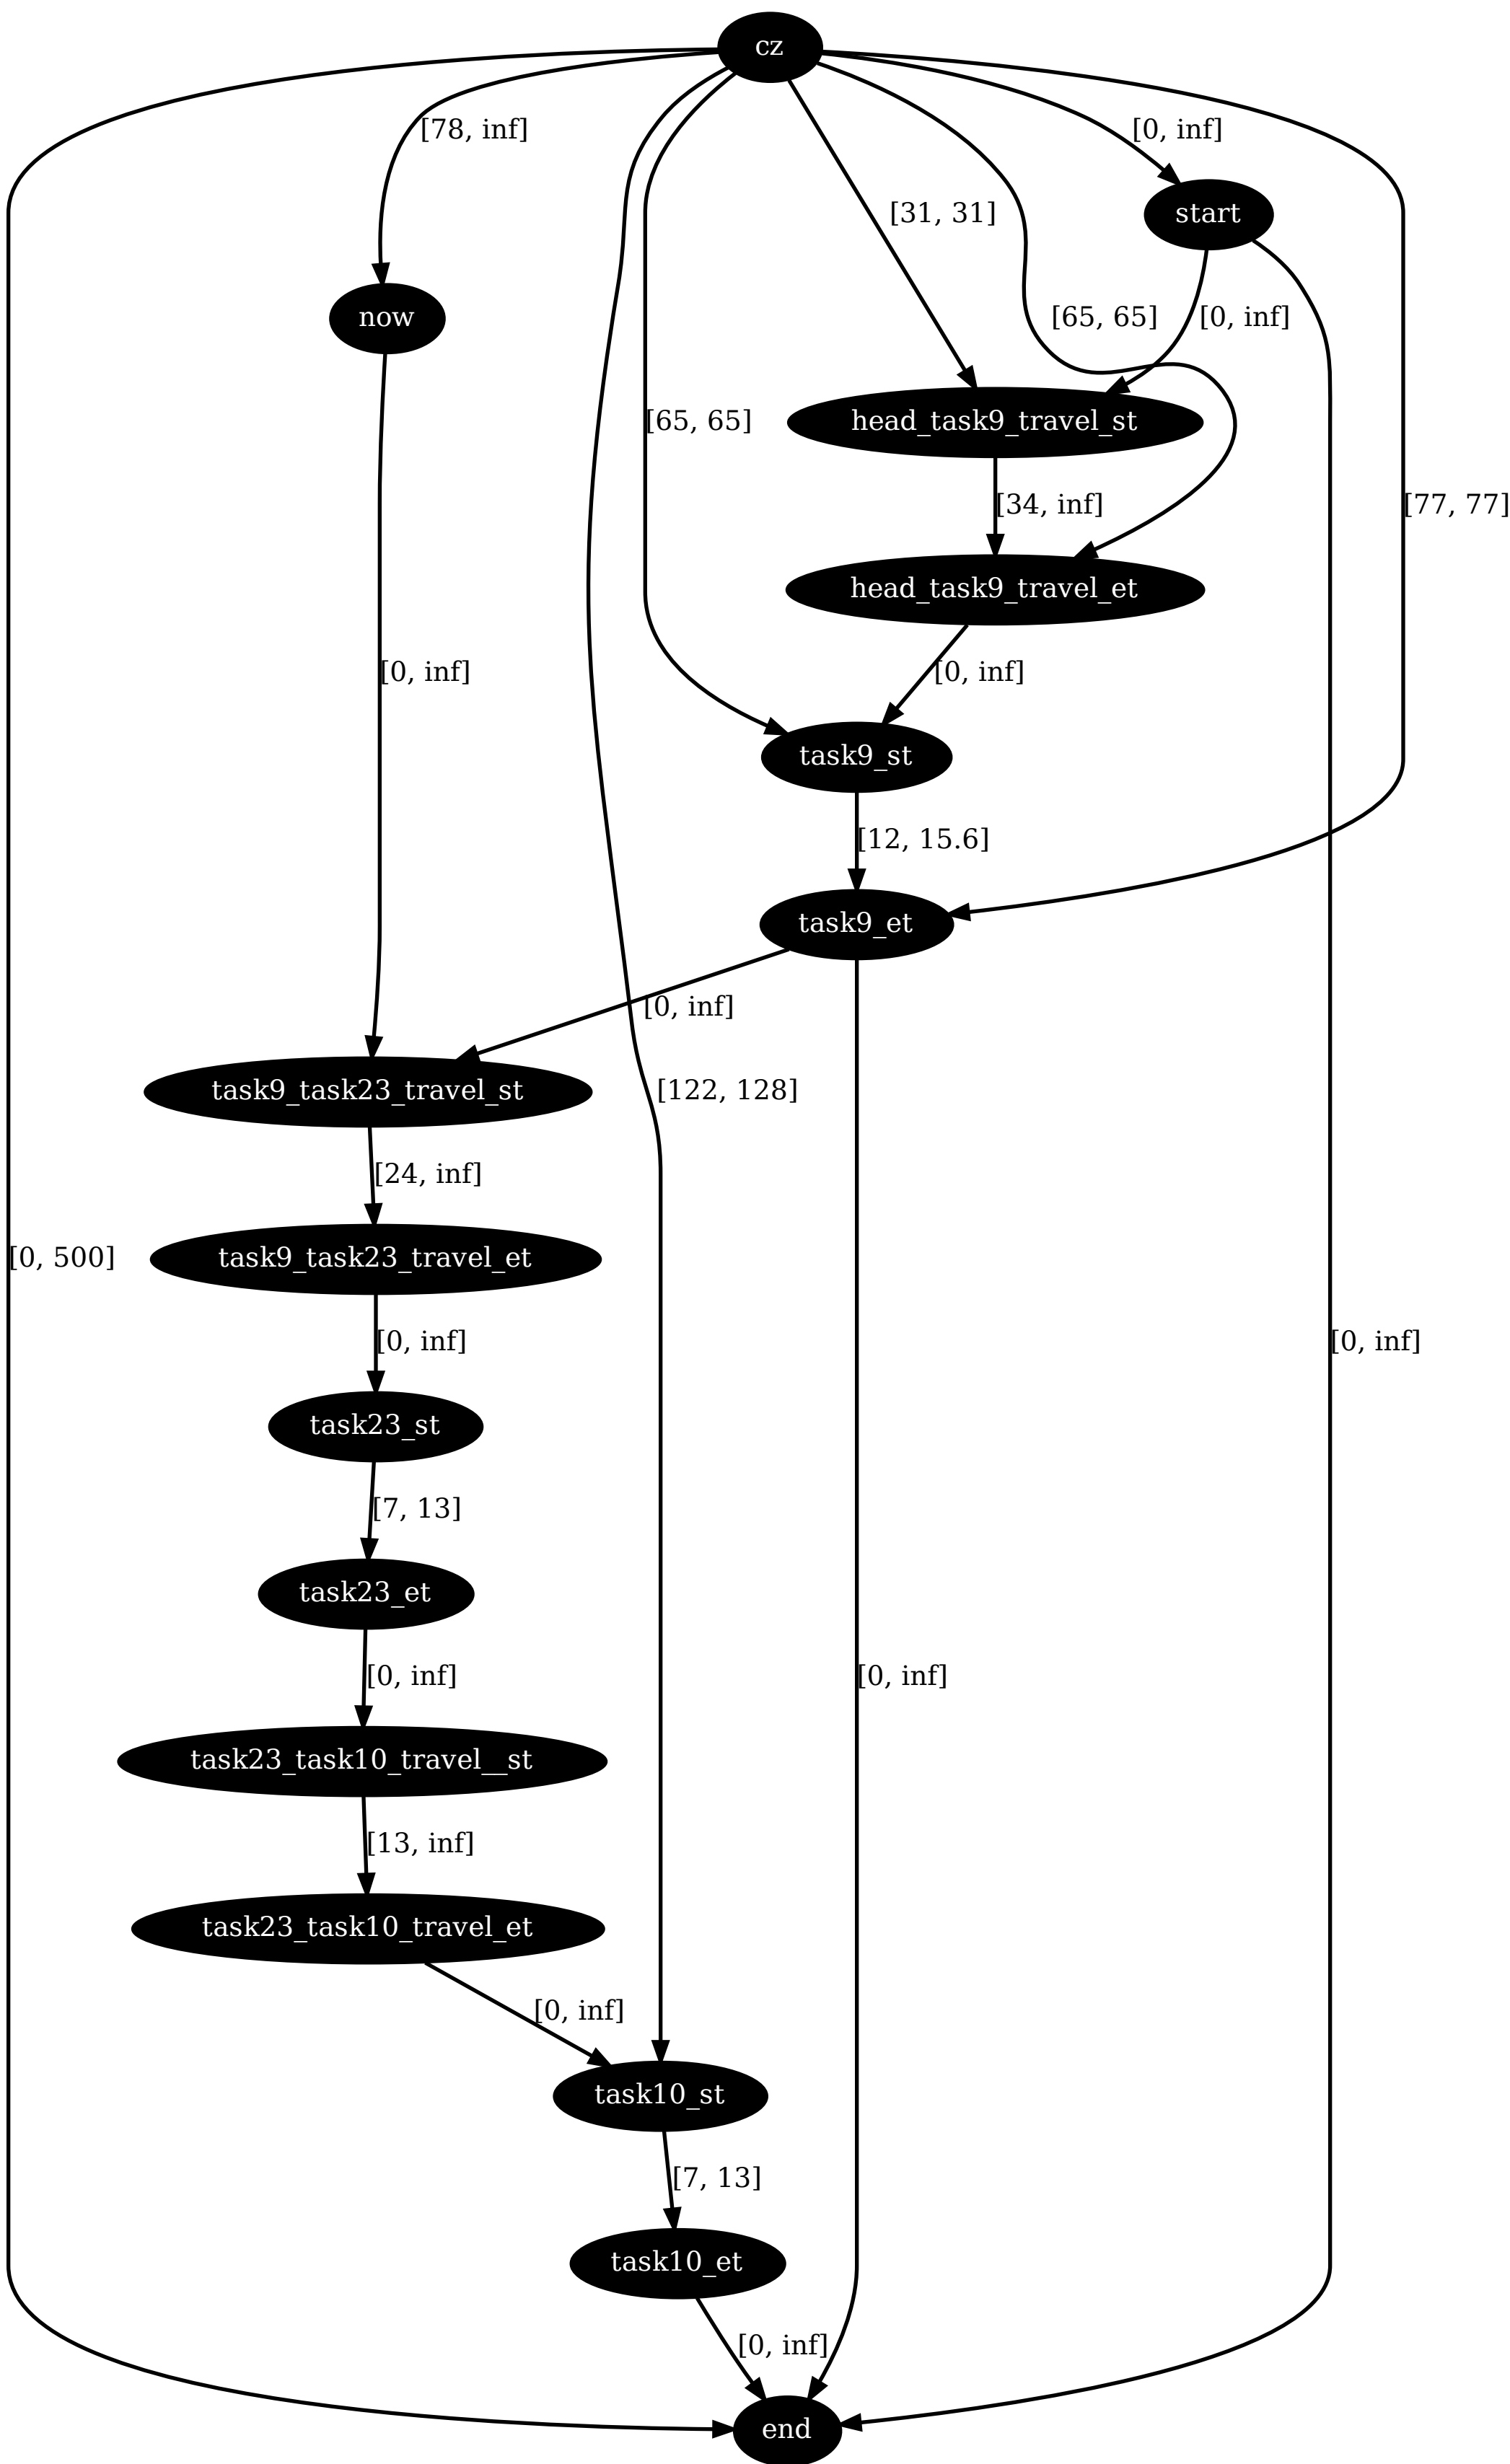 cz
[78, inf]
[0, inf]
start
[31, 31]
now
[65, 65]
[0, inf]
[65, 65]
head_task9_travel_st
[34, inf]
[77, 77]
head_task9_travel_et
[0, inf]
[0, inf]
task9_st
[12, 15.6]
task9_et
[0, inf]
task9_task23_travel_st
[122, 128]
[24, inf]
[0, 500]
task9_task23_travel_et
[0, inf]
[0, inf]
task23_st
[7, 13]
task23_et
[0, inf]
[0, inf]
task23_task10_travel__st
[13, inf]
task23_task10_travel_et
[0, inf]
task10_st
[7, 13]
task10_et
[0, inf]
end